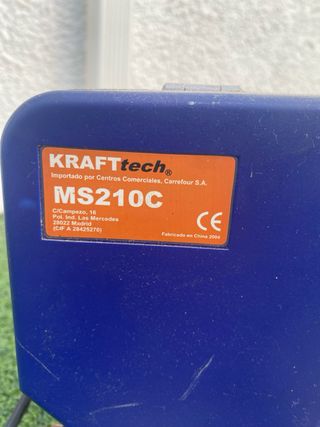 KRAFTtech®
Importado por Centros Comerciales, Carrefour S.A.
MS210C
C/Campezo, 16
Pol. Ind. Las Mercedes
28022 Madrid
(CIF A 28425270)
CE
Fabricado en China 2004